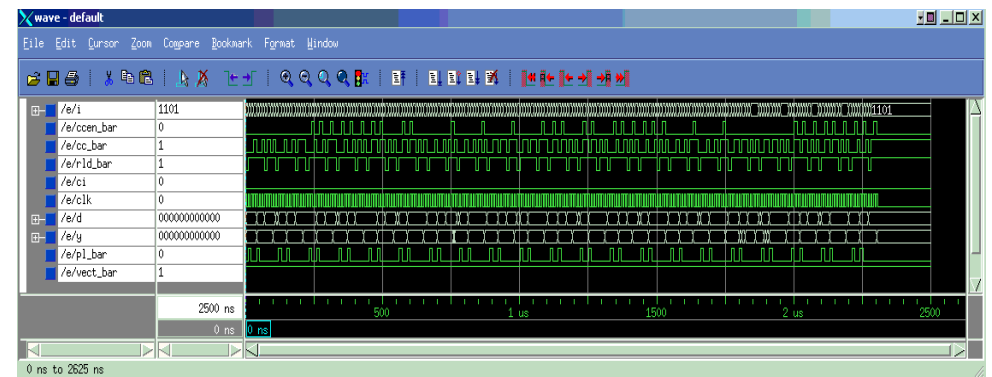 wave - default
File Edit Cursor Zoom Compare Bookmark Format Window
/e/i 1101 1101
/e/ccen_bar 0
/e/cc_bar 1
/e/rld_bar 1
/e/ci 0
/e/clk 0
/e/d 000000000000
/e/y 000000000000
/e/pl_bar 0
/e/vect_bar 1
2500 ns 500 1 us 1500 2 us 2500
0 ns 0 ns
0 ns to 2625 ns